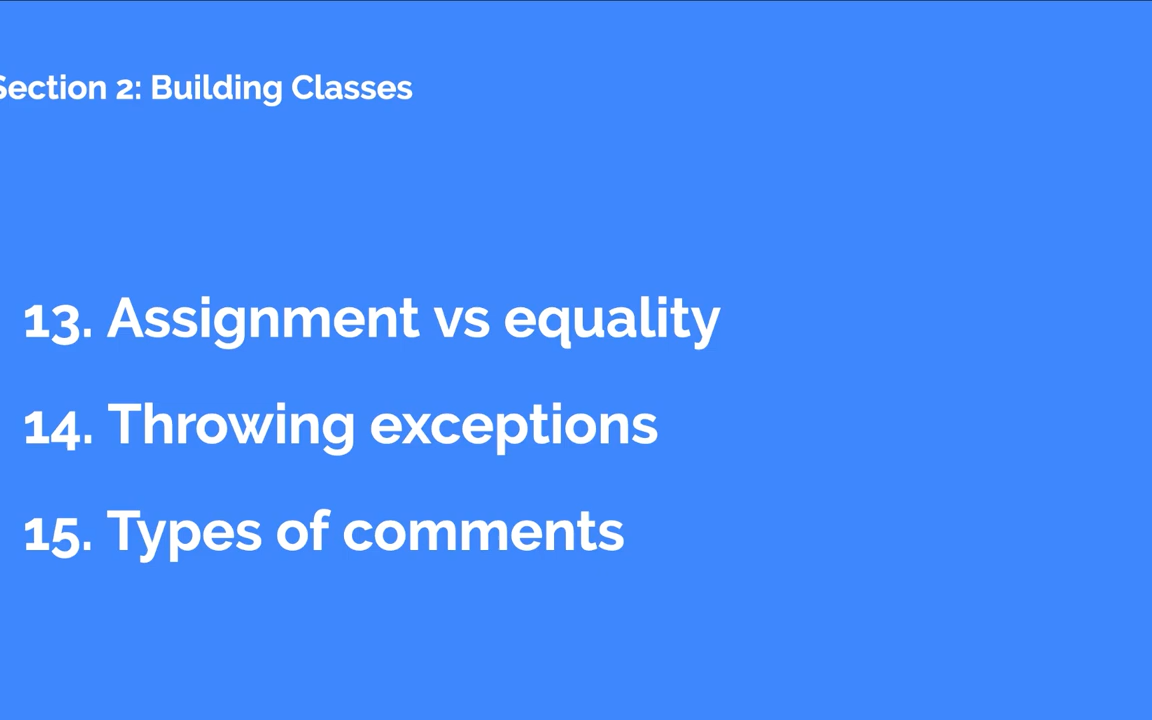 Section 2: Building Classes
13. Assignment vs equality
14. Throwing exceptions
15. Types of comments